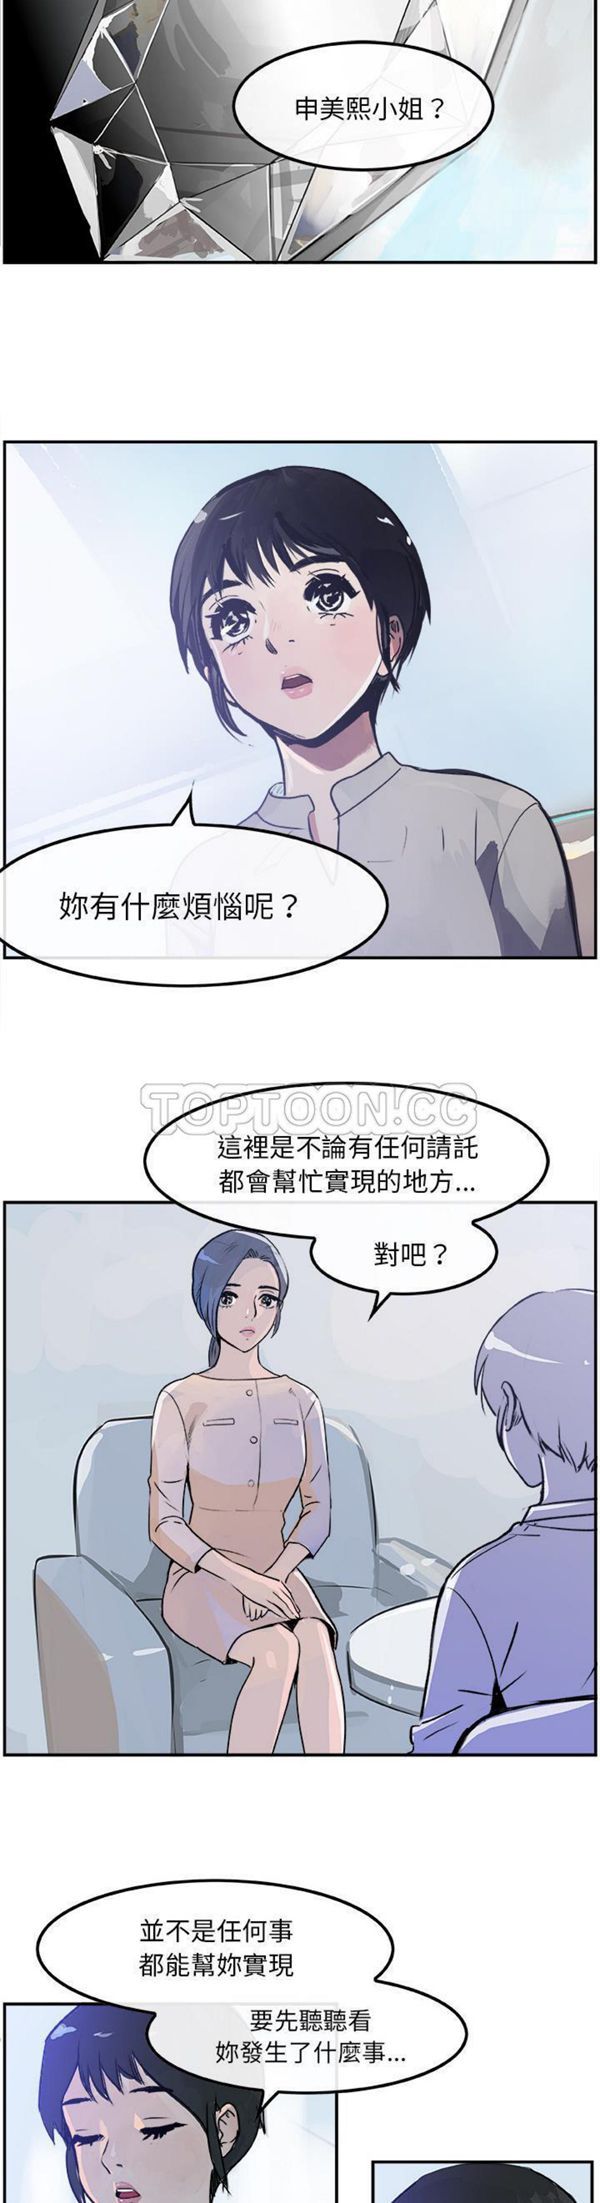 申美熙小姐？
妳有什麼煩惱呢？
TOPTOON.CC
這裡是不論有任何請託
都會幫忙實現的地方...
對吧？
並不是任何事
都能幫妳實現
要先聽聽看
妳發生了什麼事...